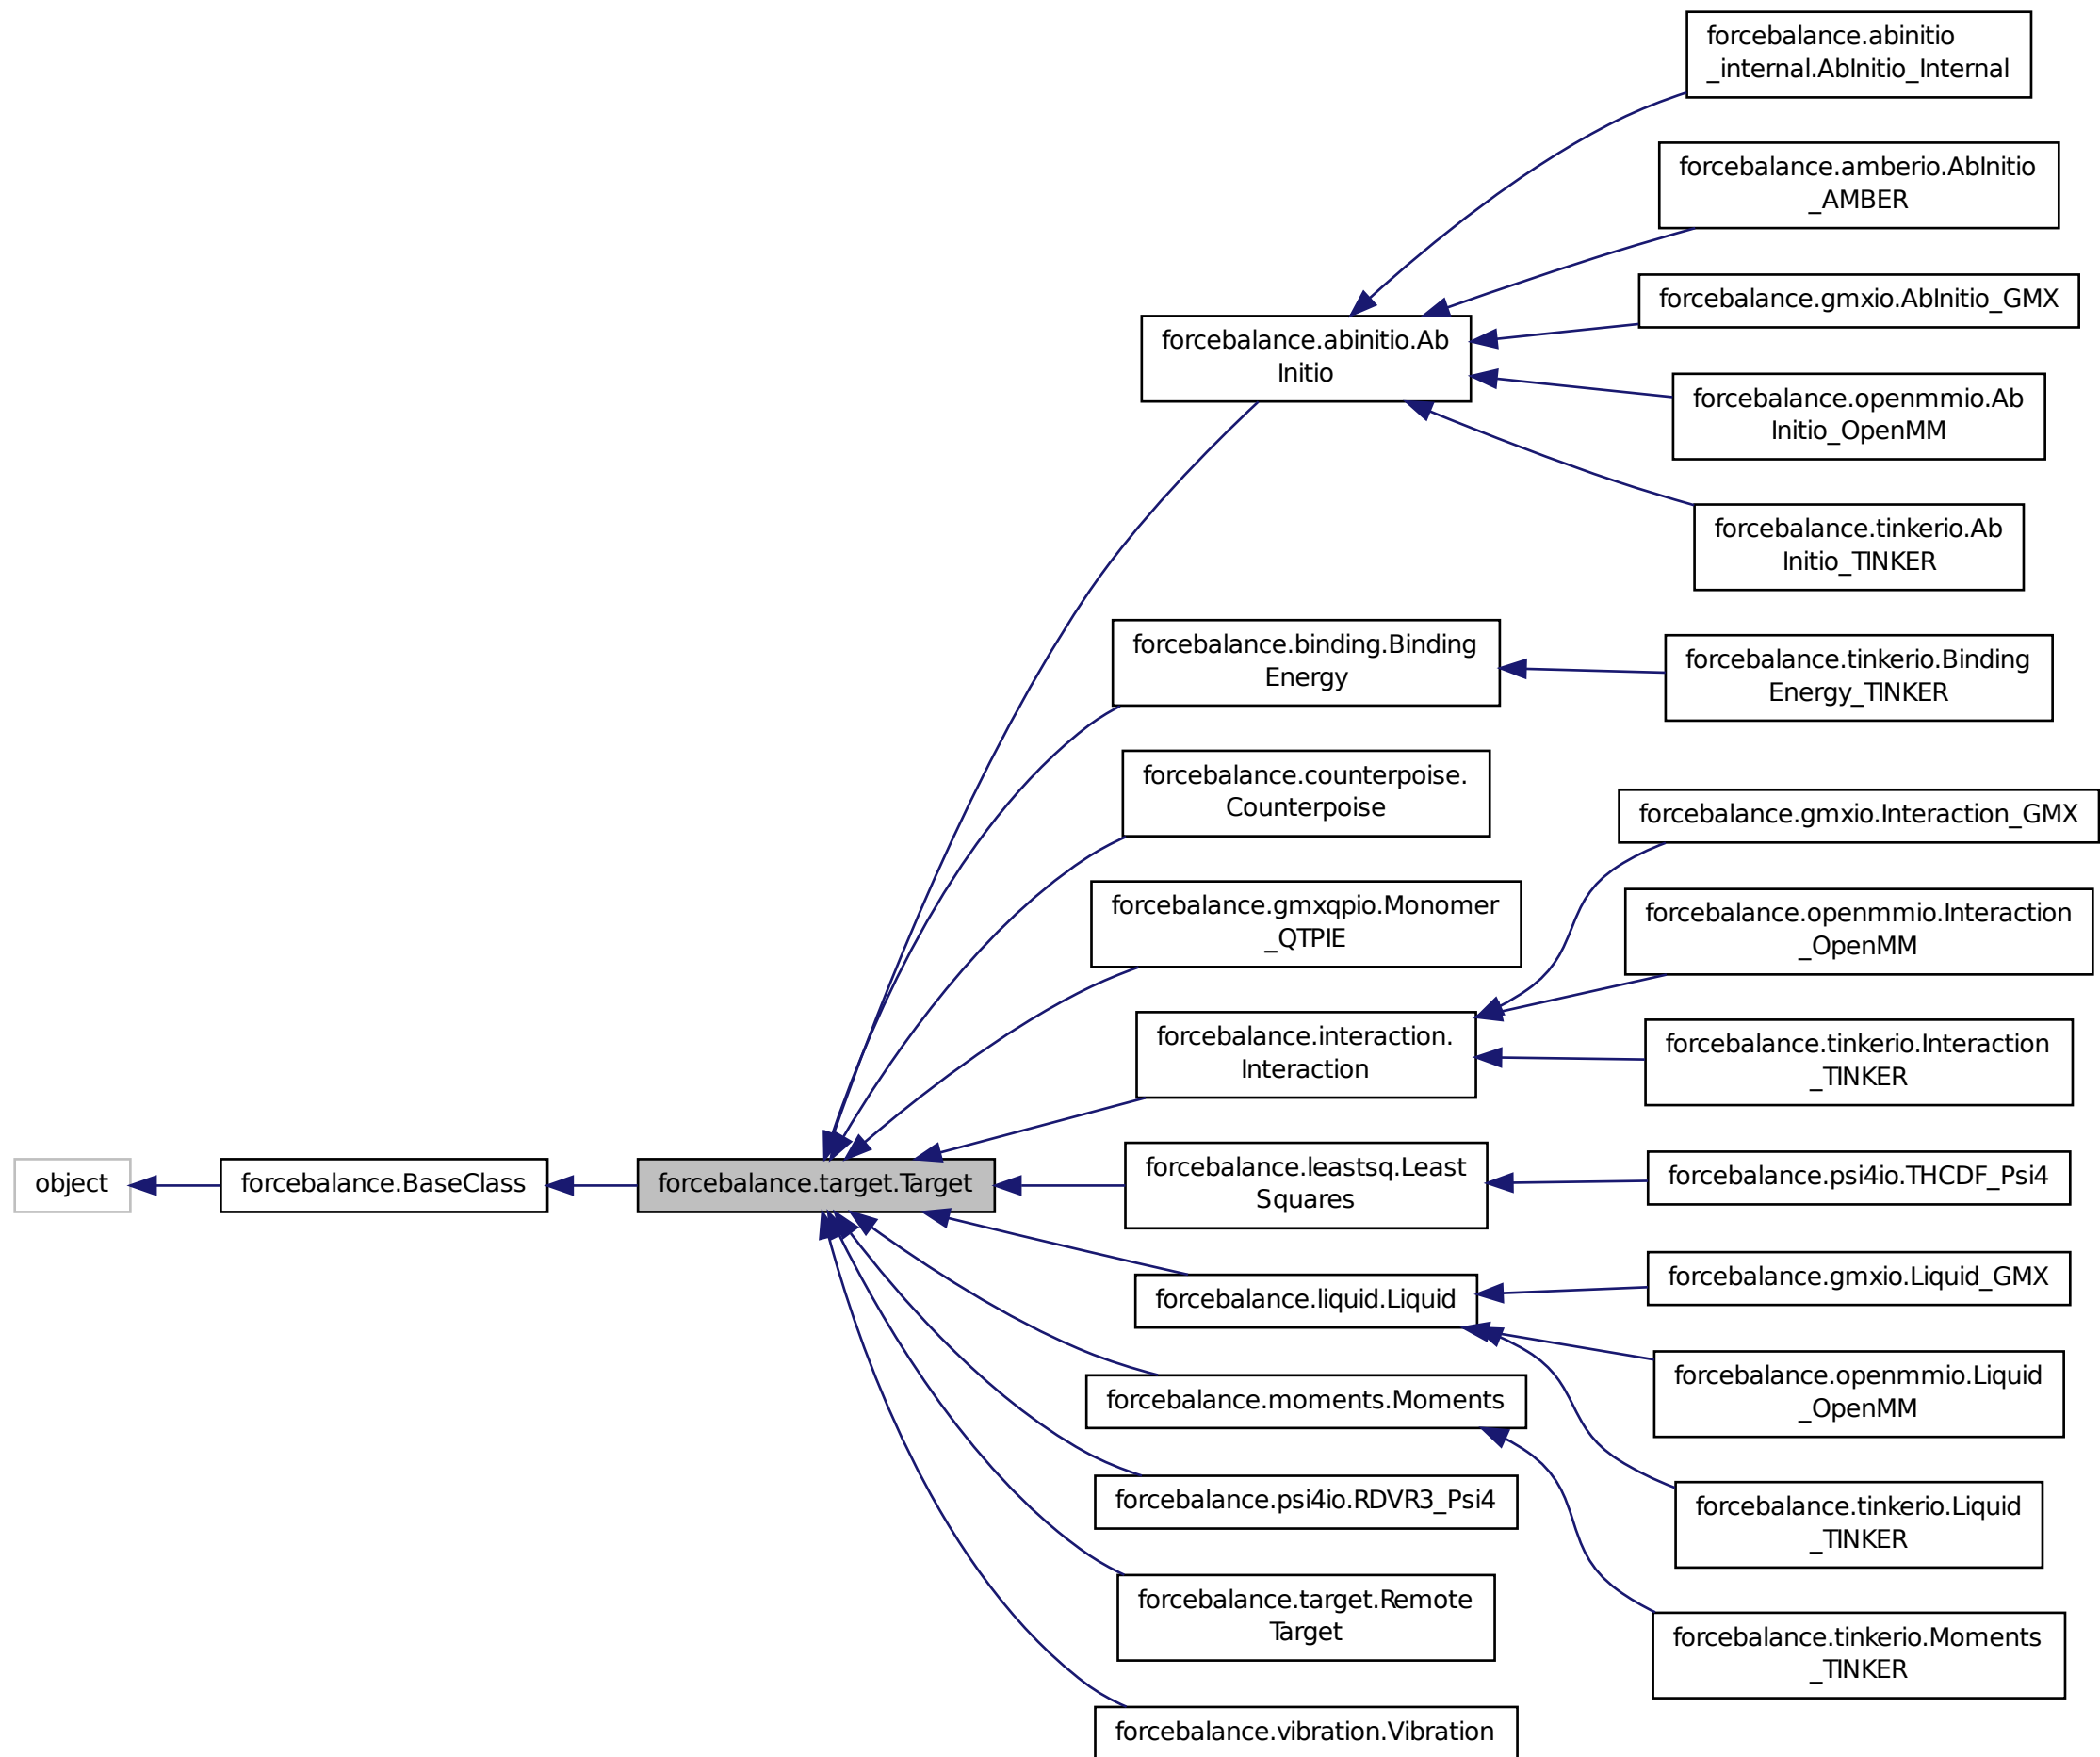 forcebalance.abinitio
_internal.AbInitio_Internal
forcebalance.amberio.AbInitio
_AMBER
forcebalance.gmxio.AbInitio_GMX
forcebalance.abinitio.Ab
Initio
forcebalance.openmmio.Ab
Initio_OpenMM
forcebalance.tinkerio.Ab
Initio_TINKER
forcebalance.binding.Binding
Energy
forcebalance.tinkerio.Binding
Energy_TINKER
forcebalance.counterpoise.
Counterpoise
forcebalance.gmxio.Interaction_GMX
forcebalance.gmxqpio.Monomer
_QTPIE
forcebalance.openmmio.Interaction
_OpenMM
forcebalance.interaction.
Interaction
forcebalance.tinkerio.Interaction
_TINKER
object
forcebalance.BaseClass
forcebalance.target.Target
forcebalance.leastsq.Least
Squares
forcebalance.psi4io.THCDF_Psi4
forcebalance.gmxio.Liquid_GMX
forcebalance.liquid.Liquid
forcebalance.openmmio.Liquid
_OpenMM
forcebalance.moments.Moments
forcebalance.psi4io.RDVR3_Psi4
forcebalance.tinkerio.Liquid
_TINKER
forcebalance.target.Remote
Target
forcebalance.tinkerio.Moments
_TINKER
forcebalance.vibration.Vibration